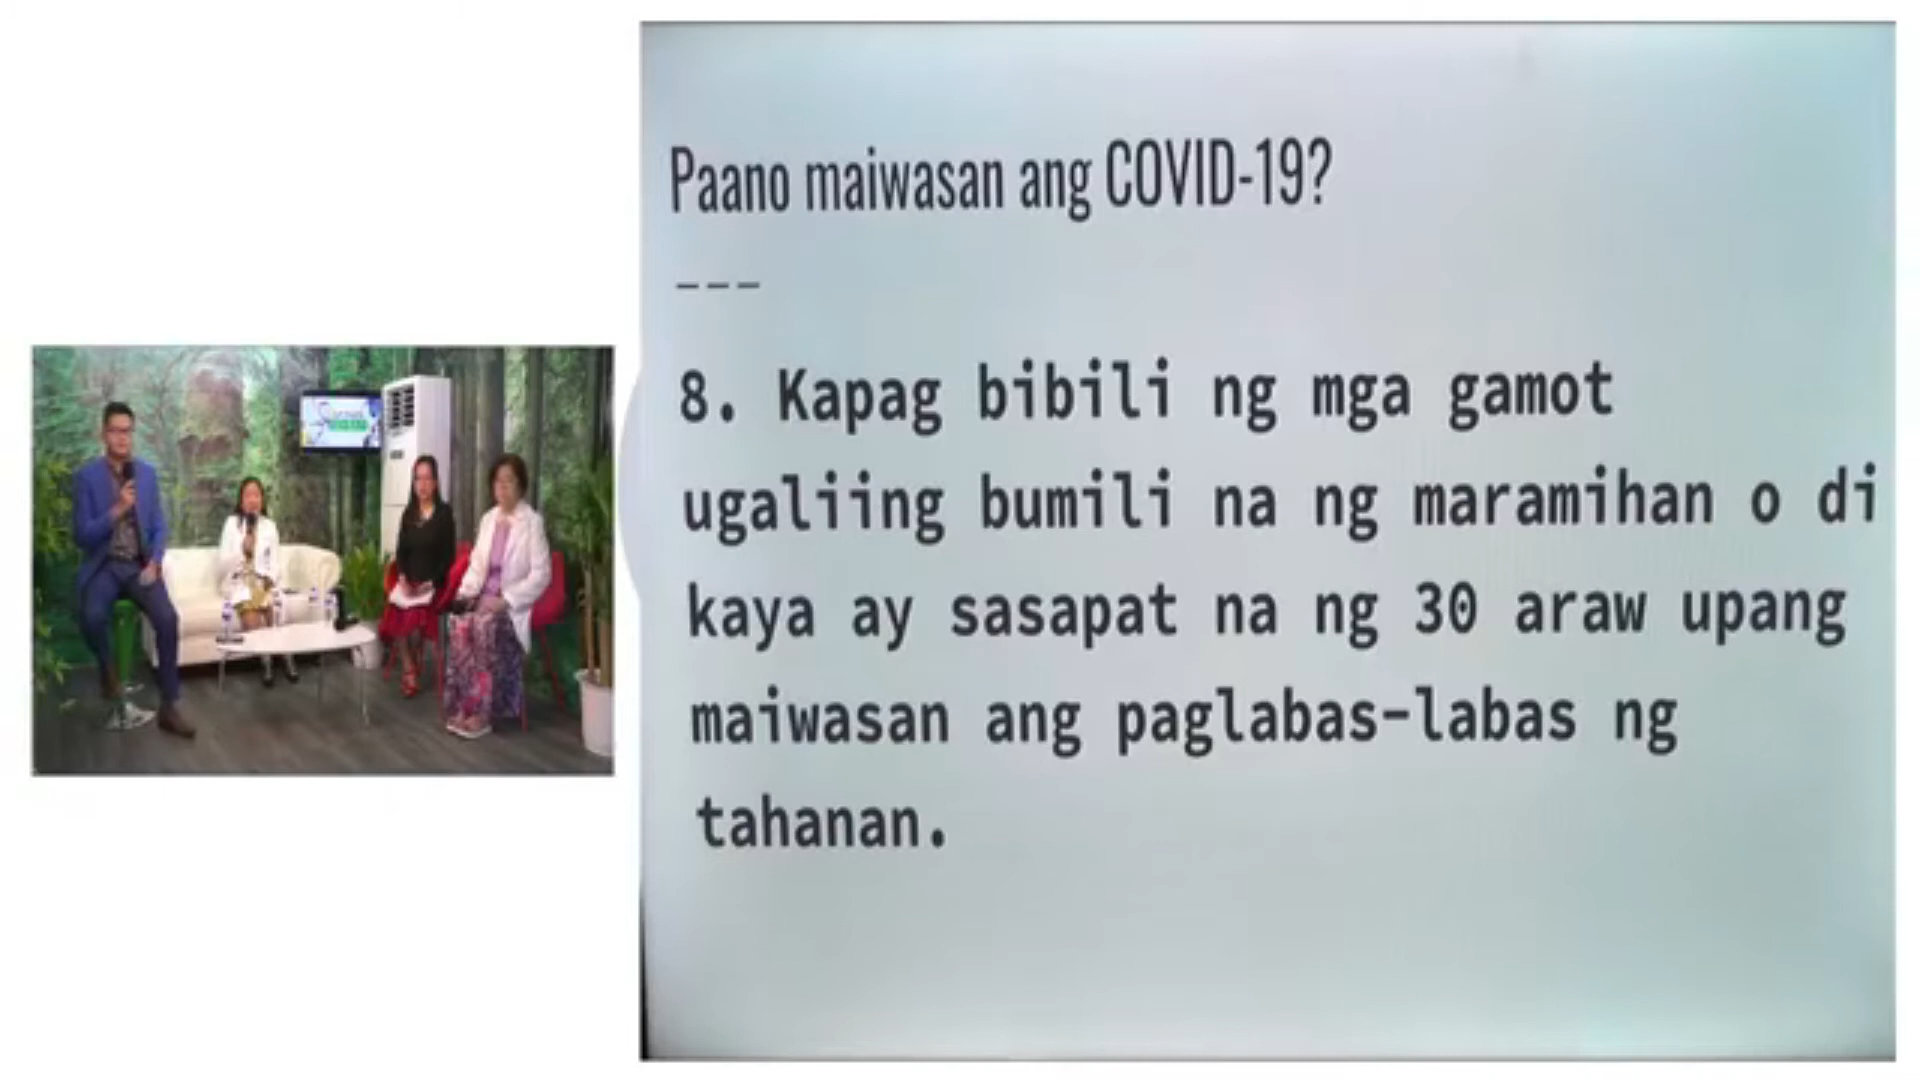 Paano maiwasan ang COVID-19?
---
8. Kapag bibili ng mga gamot
ugaliing bumili na ng maramihan o di
kaya ay sasapat na ng 30 araw upang
maiwasan ang paglabas-labas ng
tahanan.